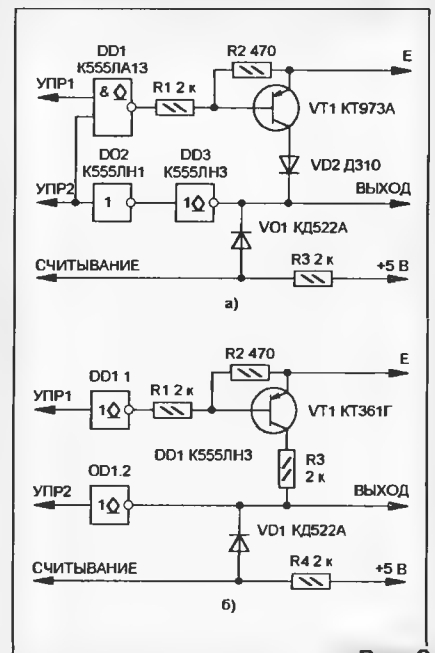 DD1
К555ЛА13
R2 470
E
УПР1
& ◇
R1 2 к
VT1 КТ973А
DO2
К555ЛН1
DD3
К555ЛН3
VD2 Д310
УПР2
1
1◇
ВЫХОД
VO1 КД522А
СЧИТЫВАНИЕ
R3 2 к
+5 В
а)
R2 470
E
УПР1
OD1 1
1◇
R1 2 к
VT1 КТ361Г
DD1 К555ЛН3
R3
2 к
УПР2
OD1.2
1◇
ВЫХОД
VD1 КД522А
СЧИТЫВАНИЕ
R4 2 к
+5 В
б)